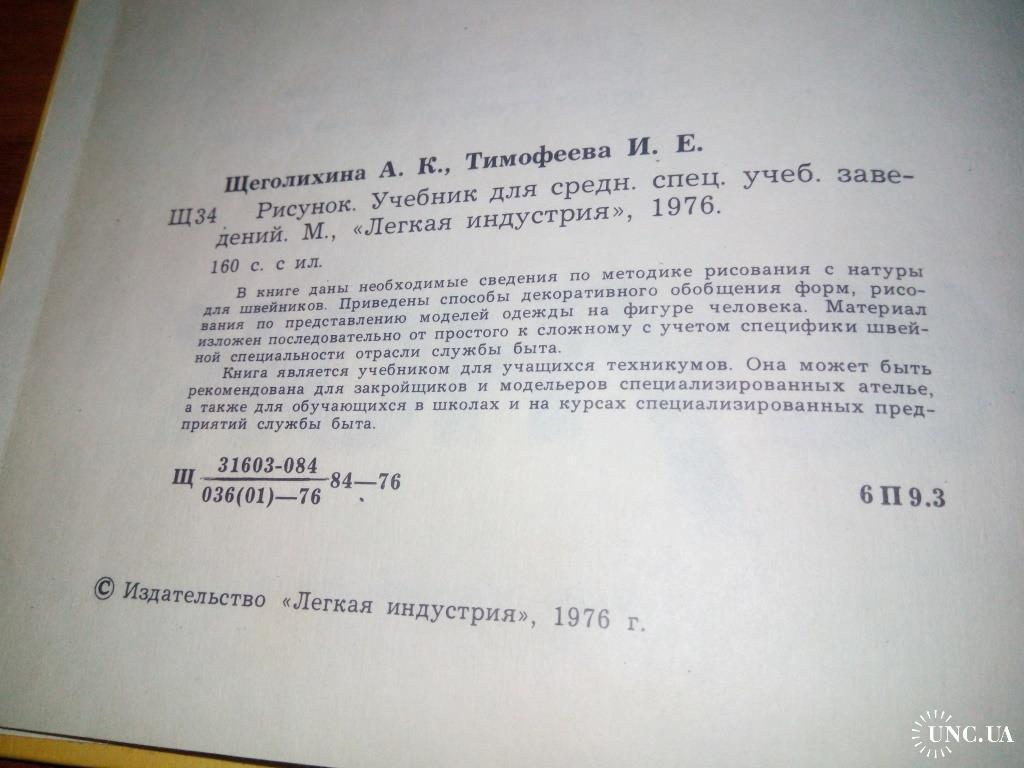 Щеголихина А. К., Тимофеева И. Е.
Щ34 Рисунок. Учебник для средн. спец. учеб. заве-
дений. М., «Легкая индустрия», 1976.
160 с. с ил.
В книге даны необходимые сведения по методике рисования с натуры
для швейников. Приведены способы декоративного обобщения форм, рисо-
вания по представлению моделей одежды на фигуре человека. Материал
изложен последовательно от простого к сложному с учетом специфики швей-
ной специальности отрасли службы быта.
Книга является учебником для учащихся техникумов. Она может быть
рекомендована для закройщиков и модельеров специализированных ателье,
а также для обучающихся в школах и на курсах специализированных пред-
приятий службы быта.
31603-084
Щ 84—76
036(01)—76
6 П 9.3
© Издательство «Легкая индустрия», 1976 г.
UNC.UA